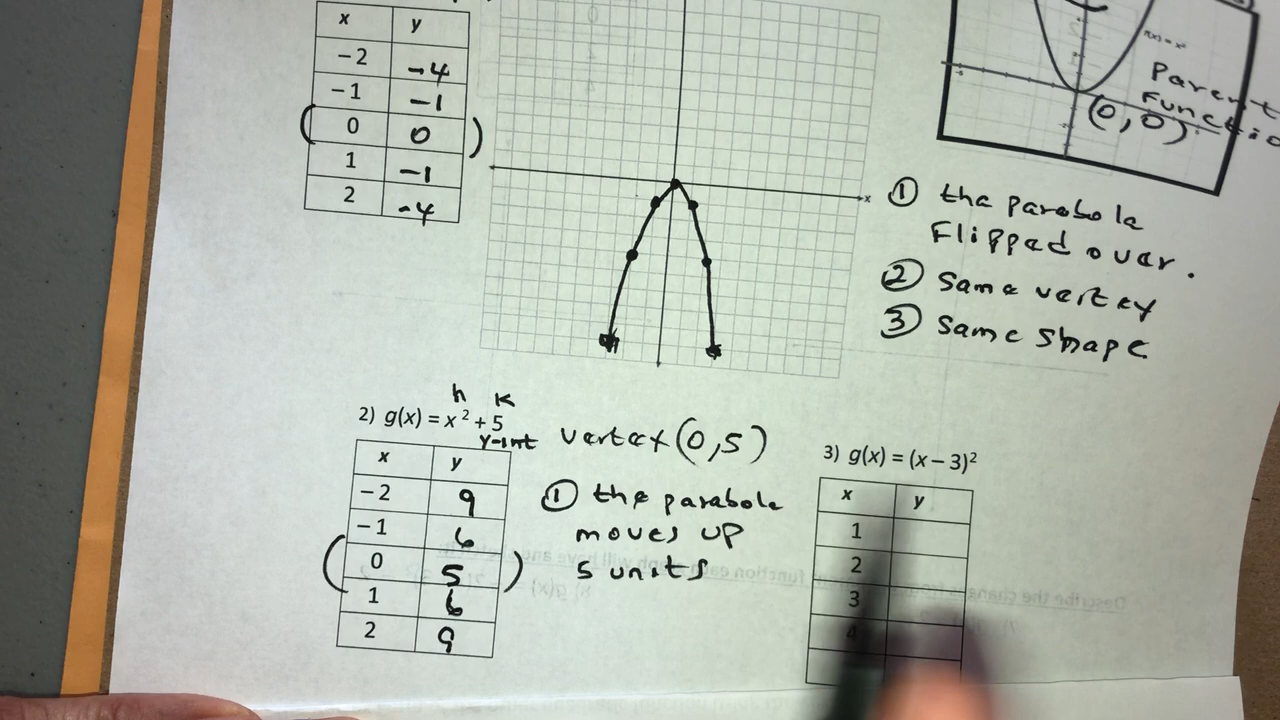 x y
-2 -4
-1 -1
(0 0)
1 -1
2 -4
x
f(x) = x²
Parent
Function
(0,0)
① the parabola
Flipped over.
② Same vertex
③ Same shape
h K
2) g(x) = x² + 5
y-int
vertex (0,5)
x y
-2 9
-1 6
(0 5)
1 6
2 9
① the parabola
moves up
5 units
3) g(x) = (x – 3)²
x y
1
2
3
4